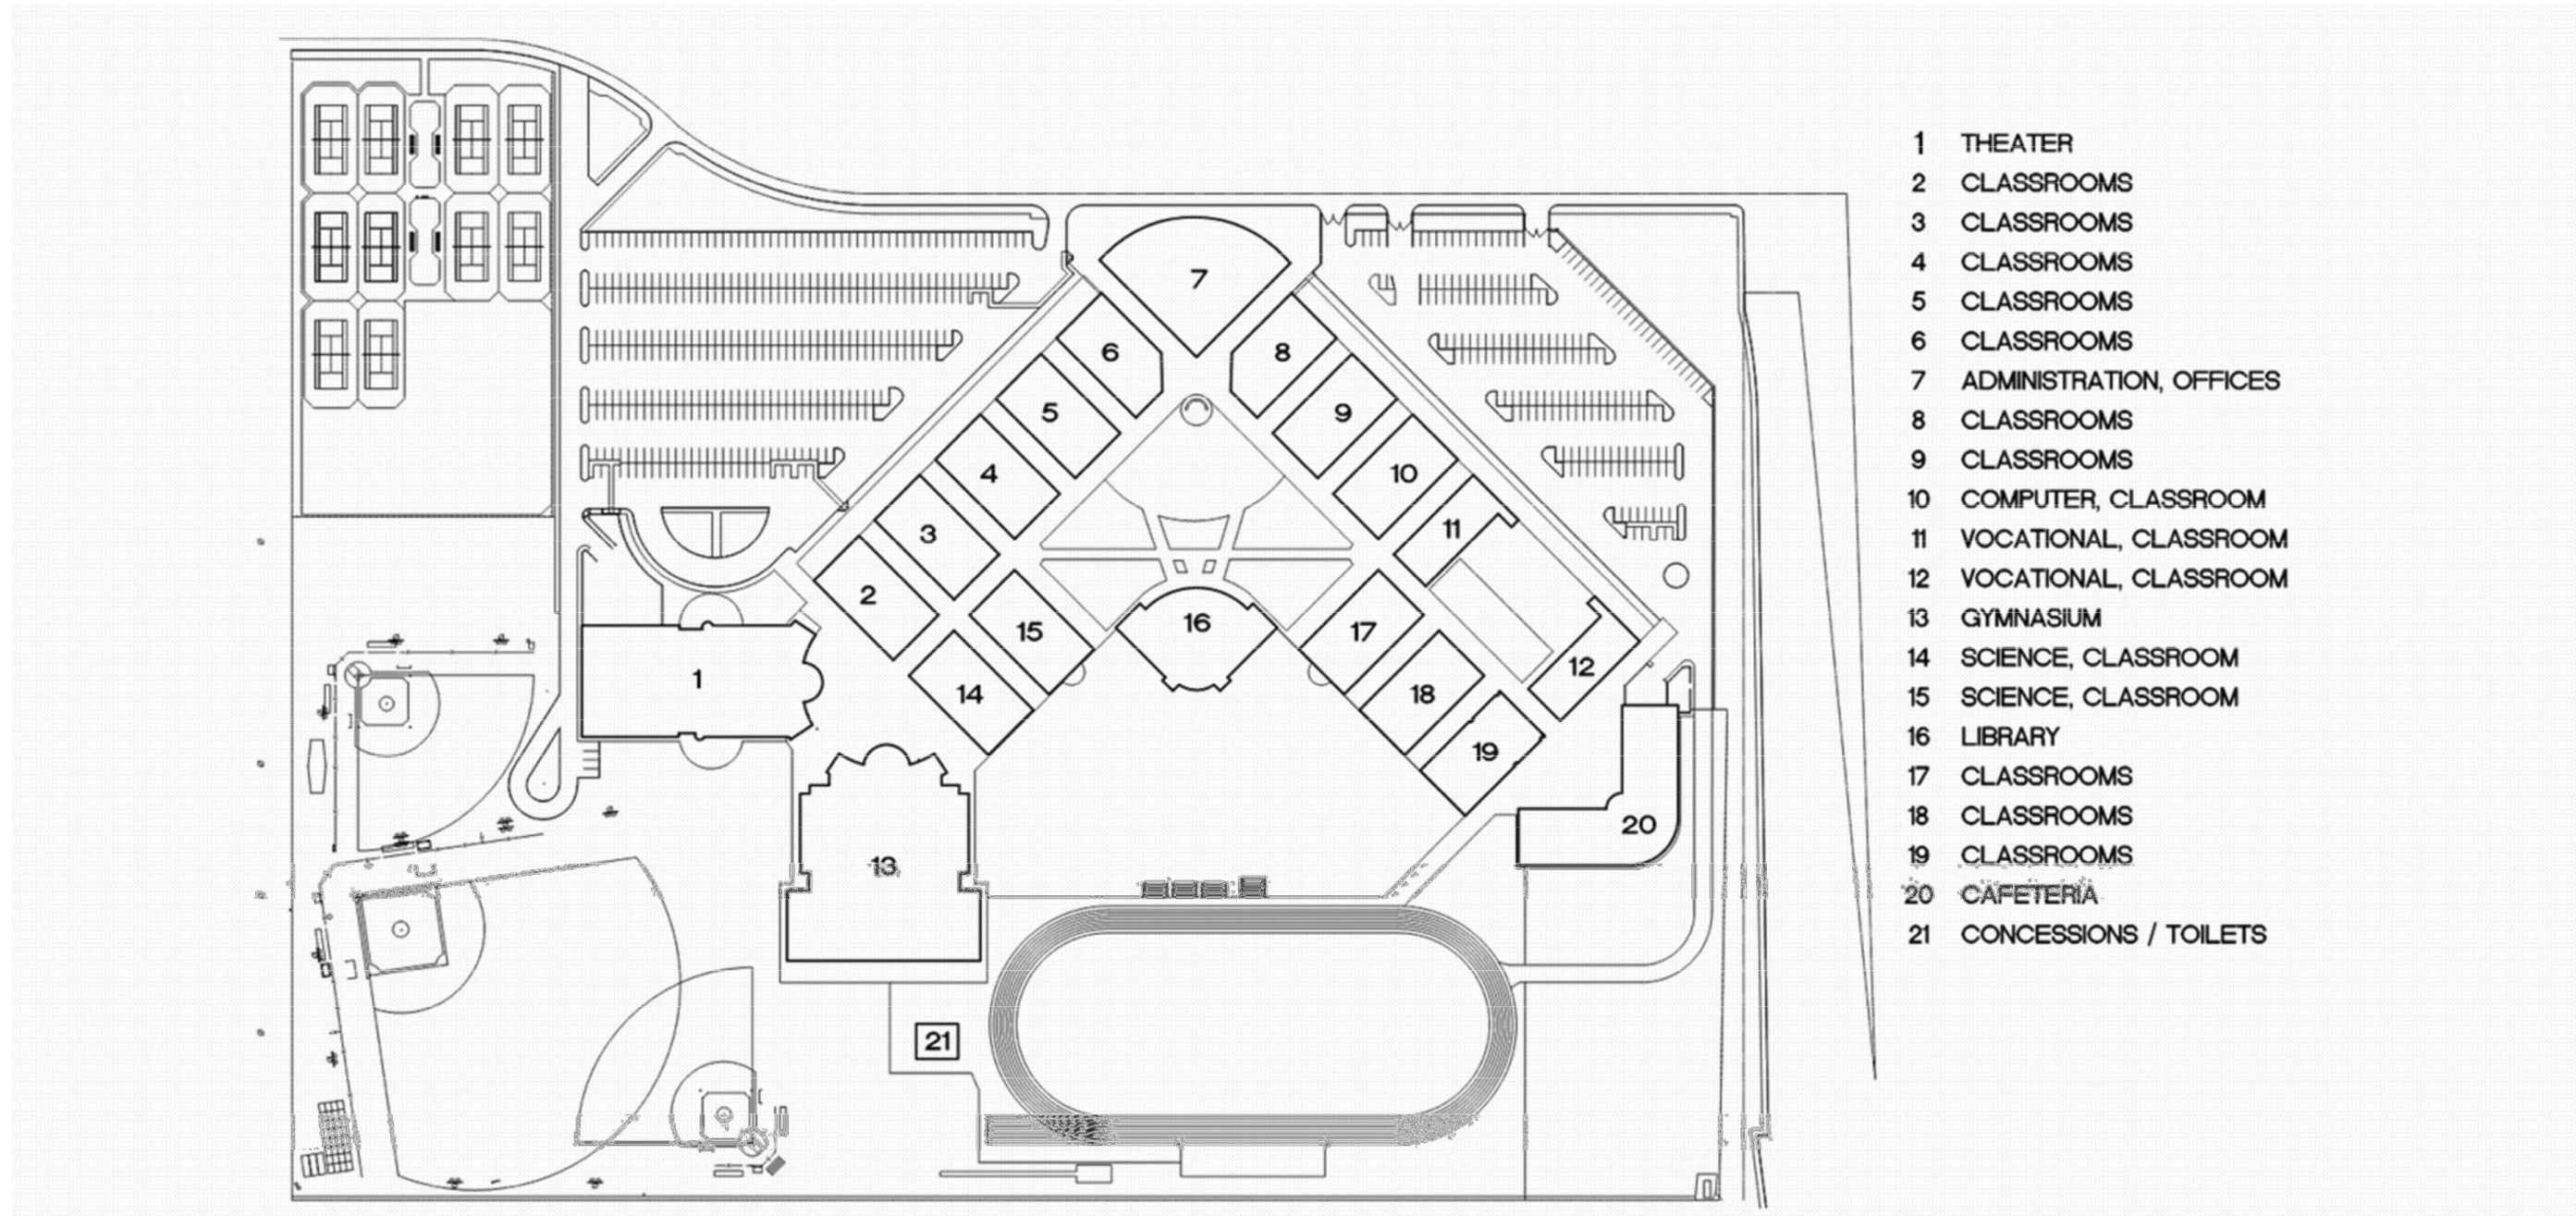 7
6
8
5
9
4
10
3
11
2
15
16
17
1
14
18
12
19
20
13
21
1 THEATER
2 CLASSROOMS
3 CLASSROOMS
4 CLASSROOMS
5 CLASSROOMS
6 CLASSROOMS
7 ADMINISTRATION, OFFICES
8 CLASSROOMS
9 CLASSROOMS
10 COMPUTER, CLASSROOM
11 VOCATIONAL, CLASSROOM
12 VOCATIONAL, CLASSROOM
13 GYMNASIUM
14 SCIENCE, CLASSROOM
15 SCIENCE, CLASSROOM
16 LIBRARY
17 CLASSROOMS
18 CLASSROOMS
19 CLASSROOMS
20 CAFETERIA
21 CONCESSIONS / TOILETS